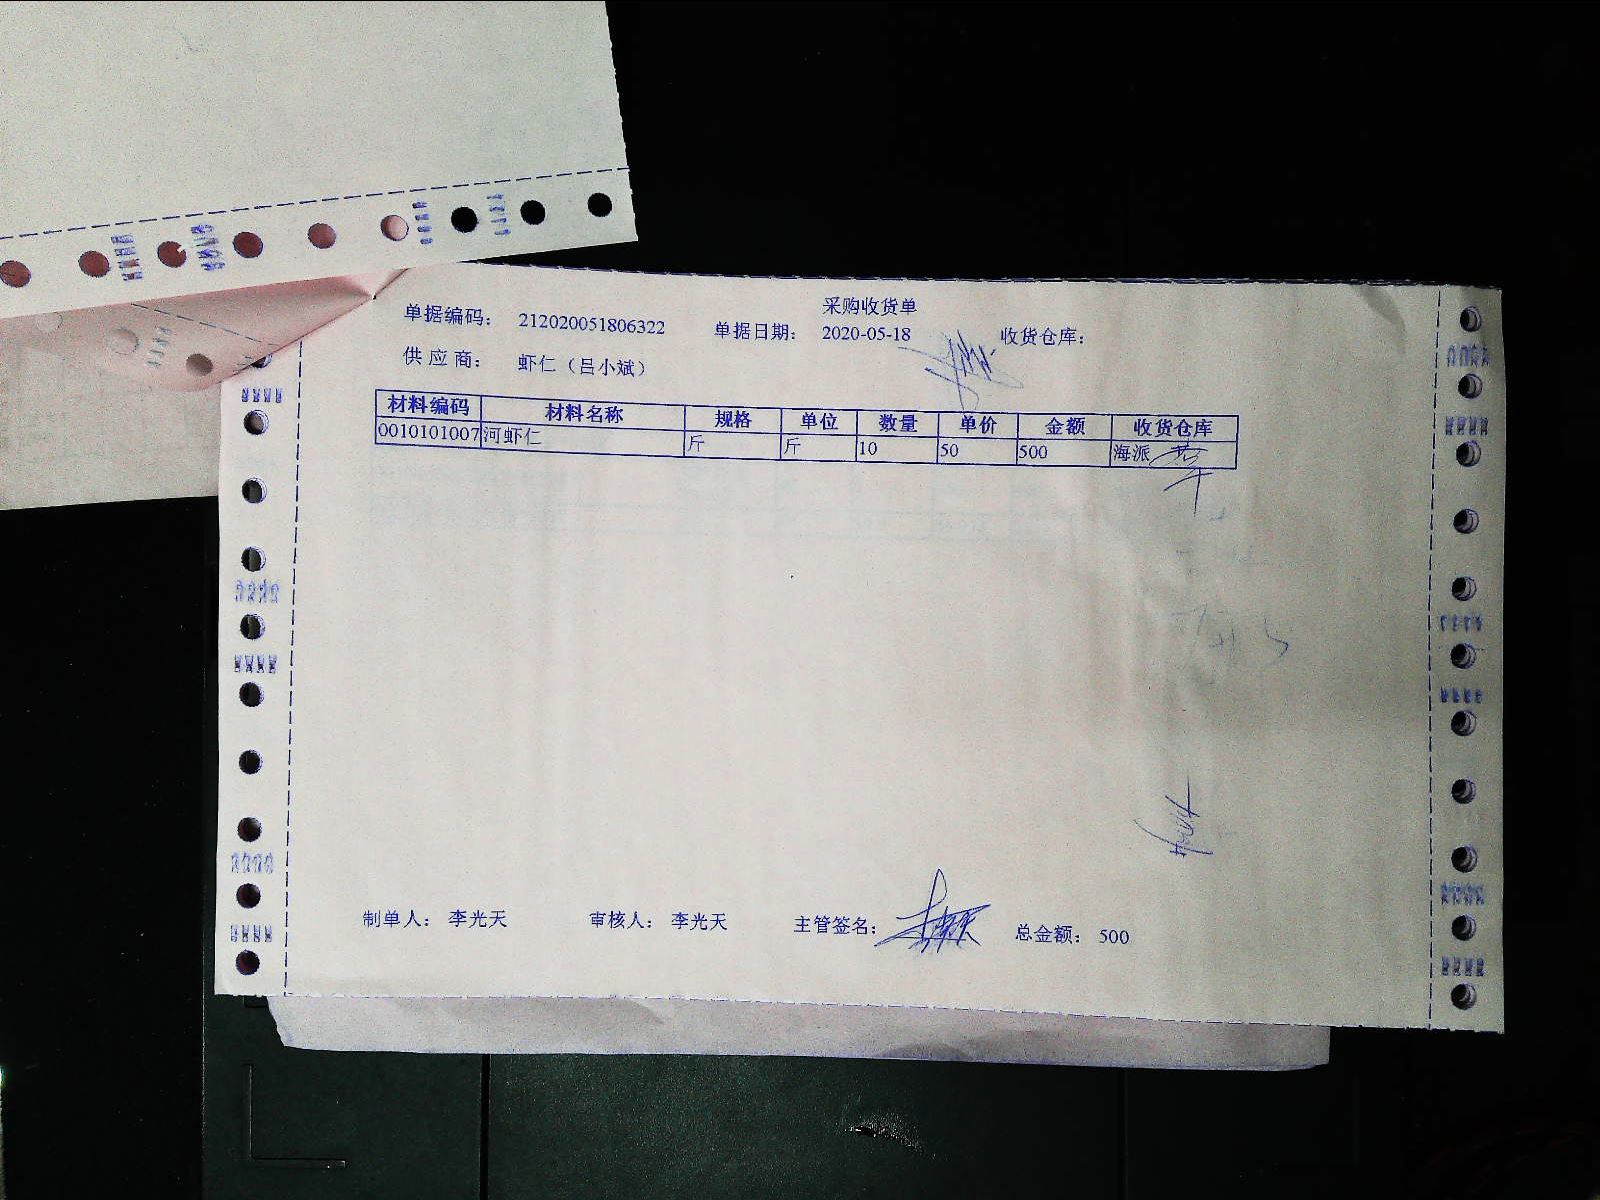 采购收货单
单据编码： 212020051806322 单据日期： 2020-05-18 收货仓库：
供 应 商： 虾仁（吕小斌）
材料编码 材料名称 规格 单位 数量 单价 金额 收货仓库
0010101007 河虾仁 斤 斤 10 50 500 海派
制单人： 李光天 审核人： 李光天 主管签名： 总金额： 500